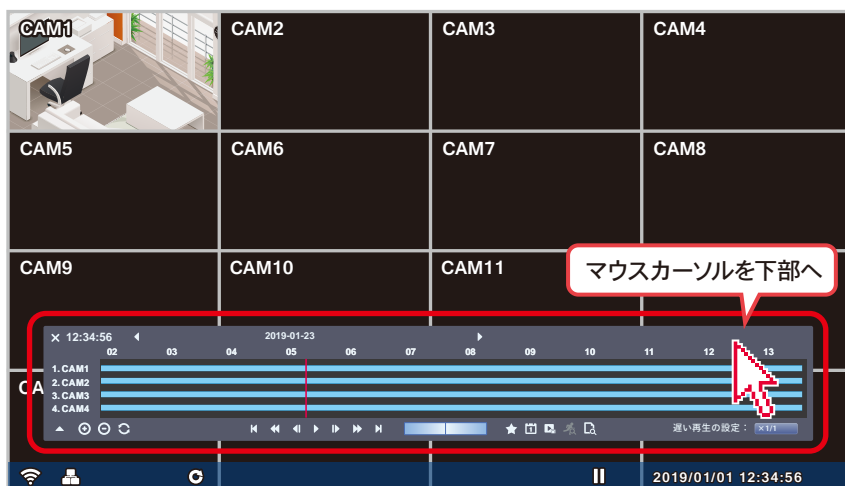 CAM1 CAM2 CAM3 CAM4
CAM5 CAM6 CAM7 CAM8
CAM9 CAM10 CAM11
マウスカーソルを下部へ
12:34:56 2019-01-23
02 03 04 05 06 07 08 09 10 11 12 13
1. CAM1
2. CAM2
3. CAM3
4. CAM4
CA
遅い再生の設定： ×1/1
2019/01/01 12:34:56